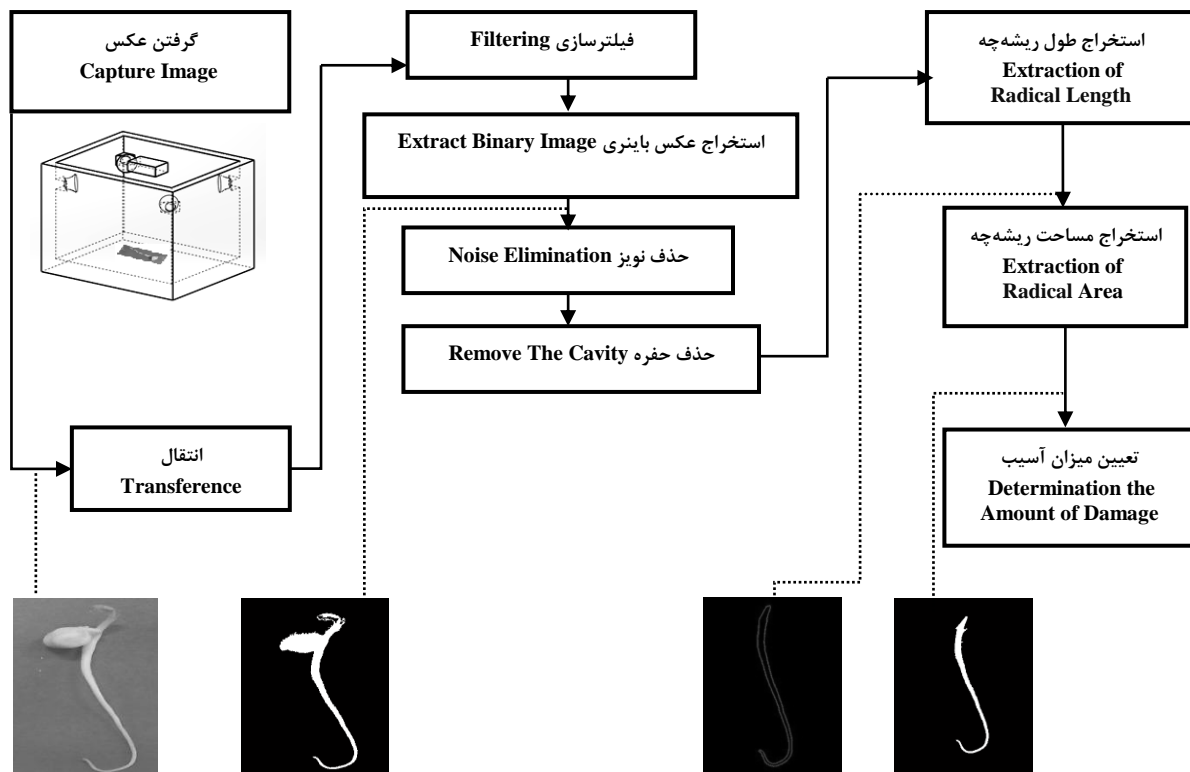 گرفتن عکس
Capture Image
انتقال
Transference
فیلترسازی Filtering
استخراج عکس باینری Extract Binary Image
حذف نویز Noise Elimination
حذف حفره Remove The Cavity
استخراج طول ریشه‌چه
Extraction of
Radical Length
استخراج مساحت ریشه‌چه
Extraction of
Radical Area
تعیین میزان آسیب
Determination the
Amount of Damage